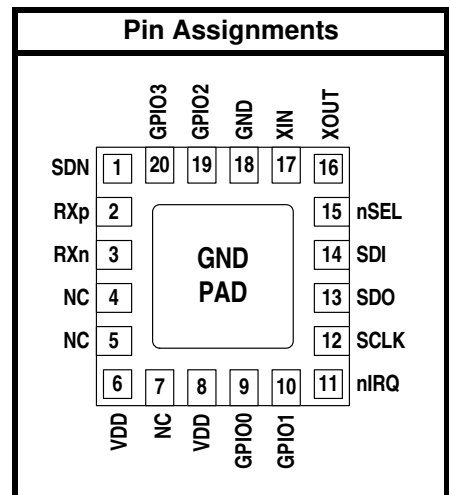 Pin Assignments
GPIO3 GPIO2 GND XIN XOUT
SDN 1 20 19 18 17 16
RXp 2 15 nSEL
RXn 3 GND 14 SDI
NC 4 PAD 13 SDO
NC 5 12 SCLK
6 7 8 9 10 11 nIRQ
VDD NC VDD GPIO0 GPIO1